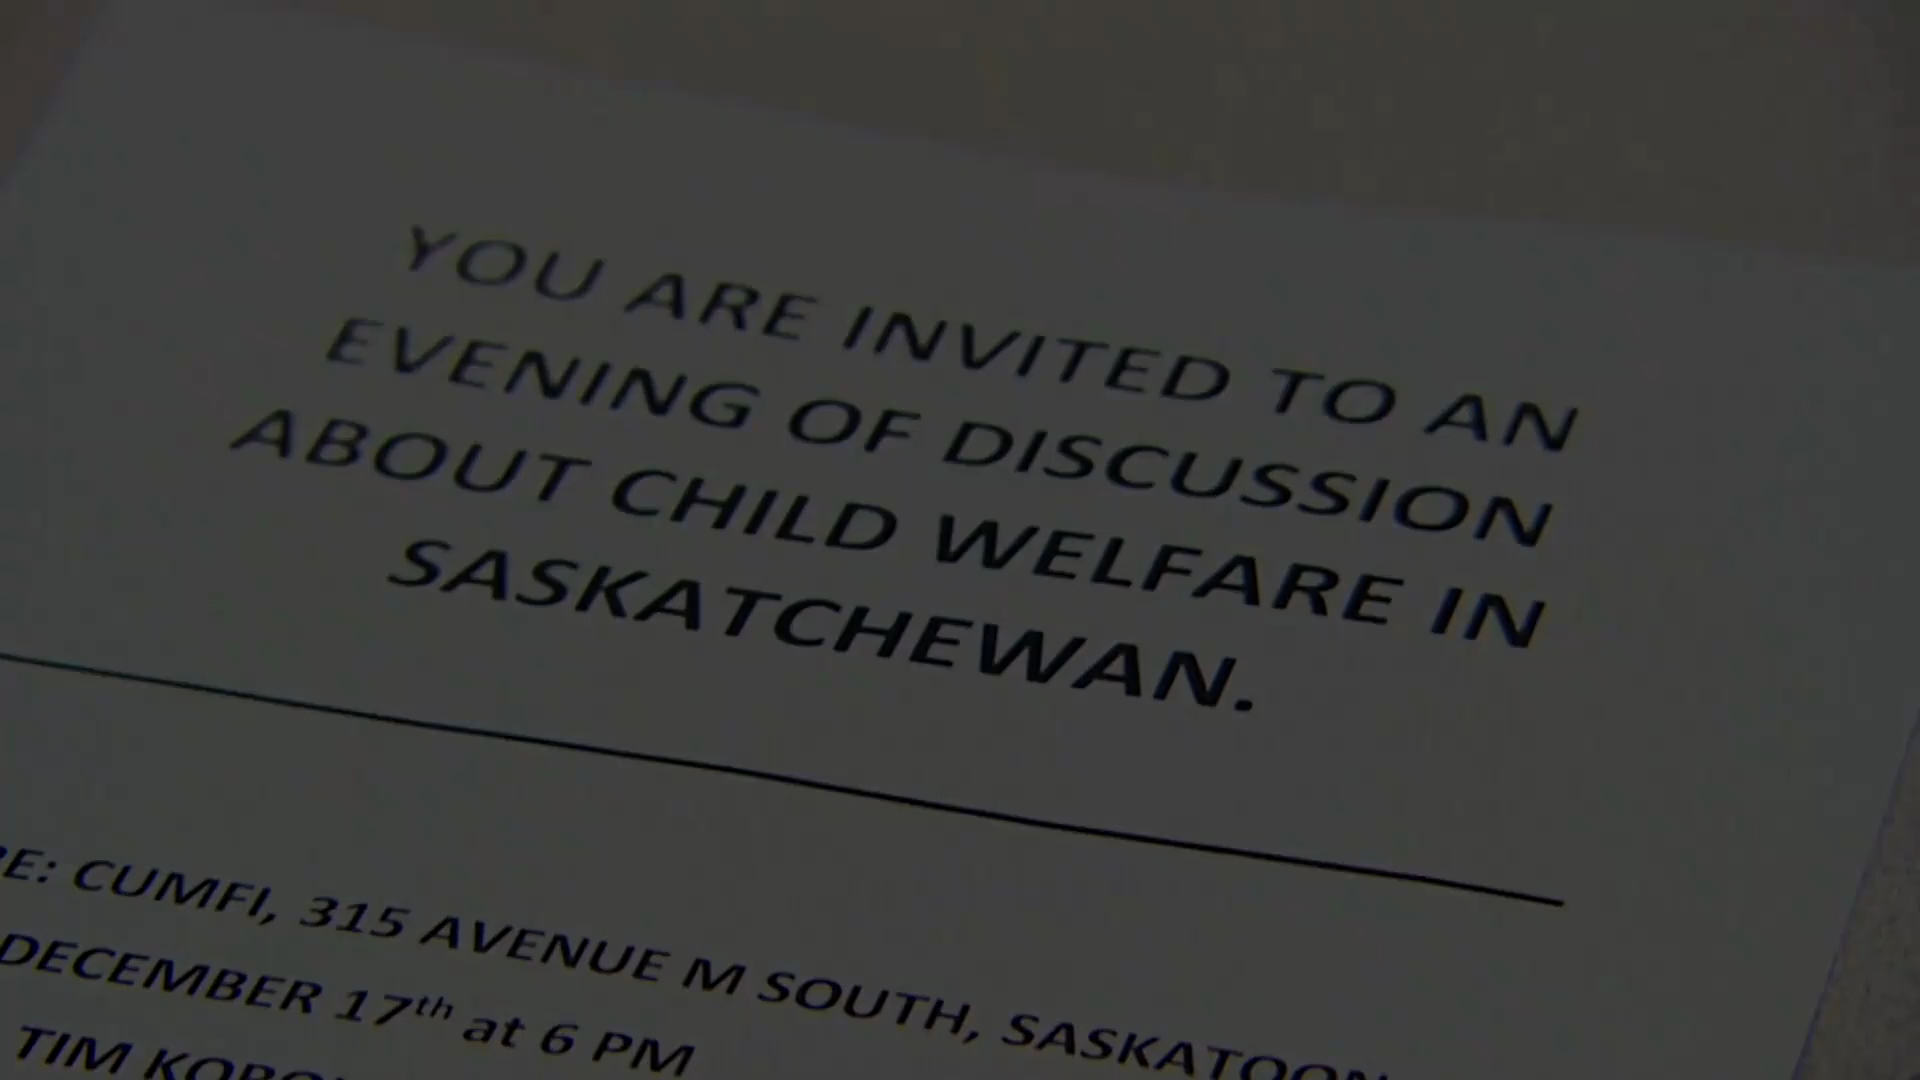 YOU ARE INVITED TO AN
EVENING OF DISCUSSION
ABOUT CHILD WELFARE IN
SASKATCHEWAN.
RE: CUMFI, 315 AVENUE M SOUTH, SASKATOON
DECEMBER 17th at 6 PM
TIM